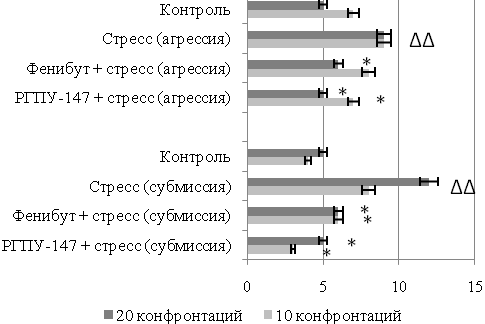 Контроль
Стресс (агрессия)
ΔΔ
Фенибут + стресс (агрессия)
*
РГПУ-147 + стресс (агрессия)
* *
Контроль
Стресс (субмиссия)
ΔΔ
Фенибут + стресс (субмиссия)
*
*
РГПУ-147 + стресс (субмиссия)
*
*
0 5 10 15
20 конфронтаций 10 конфронтаций